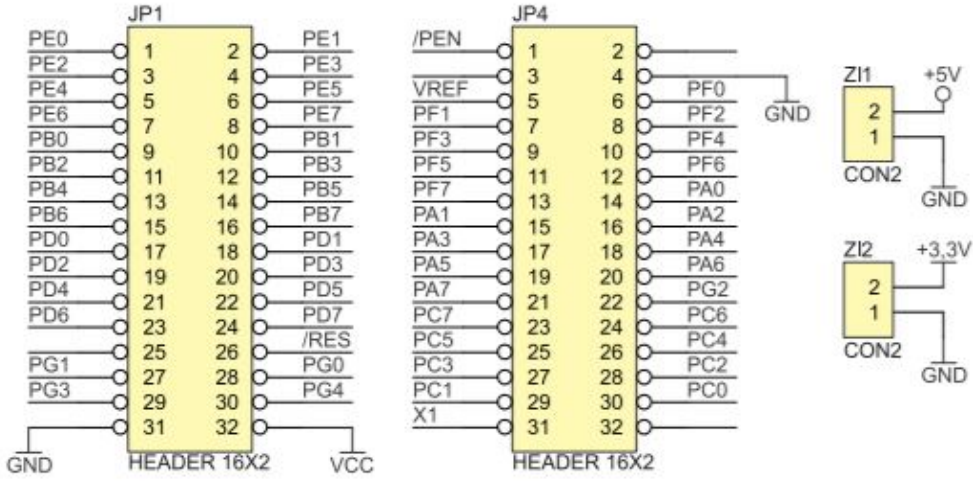 JP1
PE0 1 2 PE1
PE2 3 4 PE3
PE4 5 6 PE5
PE6 7 8 PE7
PB0 9 10 PB1
PB2 11 12 PB3
PB4 13 14 PB5
PB6 15 16 PB7
PD0 17 18 PD1
PD2 19 20 PD3
PD4 21 22 PD5
PD6 23 24 PD7
25 26 /RES
PG1 27 28 PG0
PG3 29 30 PG4
31 32
GND HEADER 16X2 VCC
JP4
/PEN 1 2
3 4
VREF 5 6 PF0
GND
PF1 7 8 PF2
PF3 9 10 PF4
PF5 11 12 PF6
PF7 13 14 PA0
PA1 15 16 PA2
PA3 17 18 PA4
PA5 19 20 PA6
PA7 21 22 PG2
PC7 23 24 PC6
PC5 25 26 PC4
PC3 27 28 PC2
PC1 29 30 PC0
X1 31 32
HEADER 16X2
ZI1 +5V
2
1
CON2
GND
ZI2 +3,3V
2
1
CON2
GND